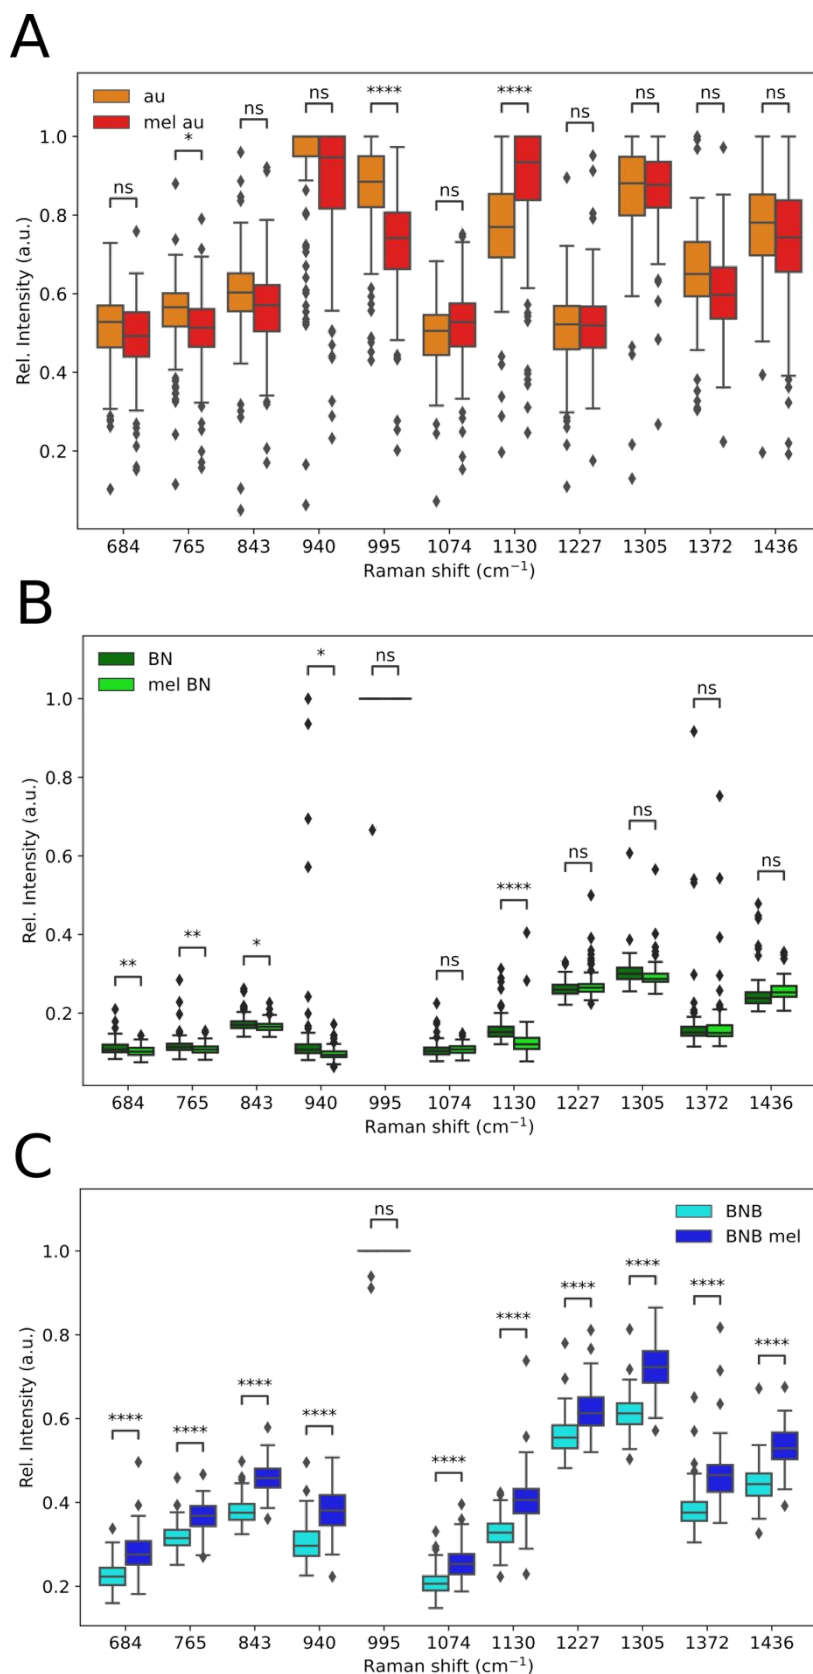 A
au
mel au
ns
*
ns
ns
****
ns
****
ns
ns
ns
ns
1.0
0.8
0.6
0.4
0.2
Rel. Intensity (a.u.)
684 765 843 940 995 1074 1130 1227 1305 1372 1436
Raman shift (cm⁻¹)
B
BN
mel BN
**
**
*
*
ns
ns
****
ns
ns
ns
ns
1.0
0.8
0.6
0.4
0.2
Rel. Intensity (a.u.)
684 765 843 940 995 1074 1130 1227 1305 1372 1436
Raman shift (cm⁻¹)
C
BNB
BNB mel
****
****
****
****
ns
****
****
****
****
****
****
1.0
0.8
0.6
0.4
0.2
Rel. Intensity (a.u.)
684 765 843 940 995 1074 1130 1227 1305 1372 1436
Raman shift (cm⁻¹)